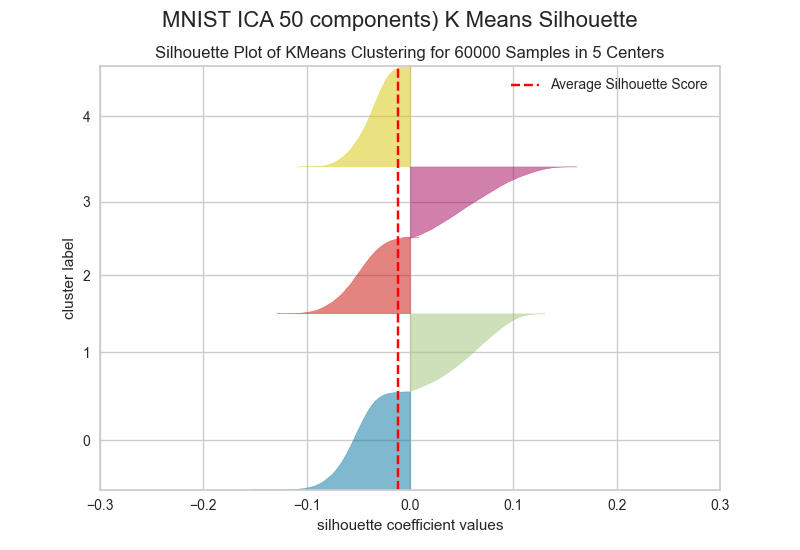 MNIST ICA 50 components) K Means Silhouette
Silhouette Plot of KMeans Clustering for 60000 Samples in 5 Centers
Average Silhouette Score
4
3
2
1
0
cluster label
−0.3 −0.2 −0.1 0.0 0.1 0.2 0.3
silhouette coefficient values